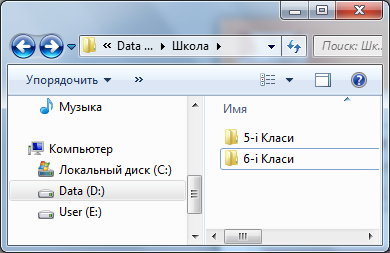 « Data ... ▸ Школа ▸
Поиск: Шк...
Упорядочить ▾ »
Имя
Музыка
Компьютер
Локальный диск (C:)
Data (D:)
User (E:)
5-і Класи
6-і Класи